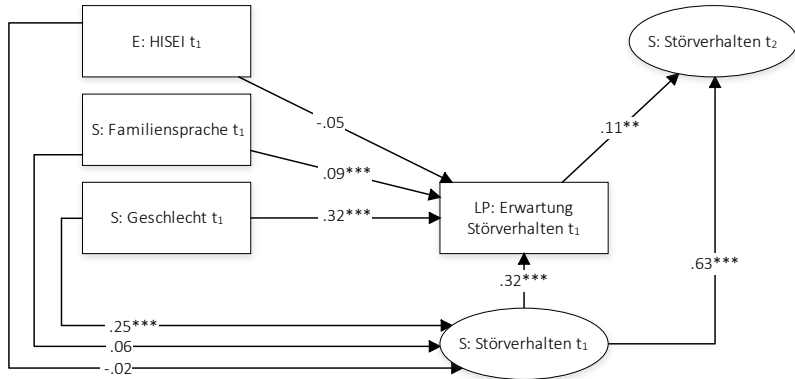 E: HISEI t₁
S: Störverhalten t₂
S: Familiensprache t₁
-.05
.11**
.09***
S: Geschlecht t₁
.32***
LP: Erwartung
Störverhalten t₁
.32***
.63***
.25***
.06
-.02
S: Störverhalten t₁